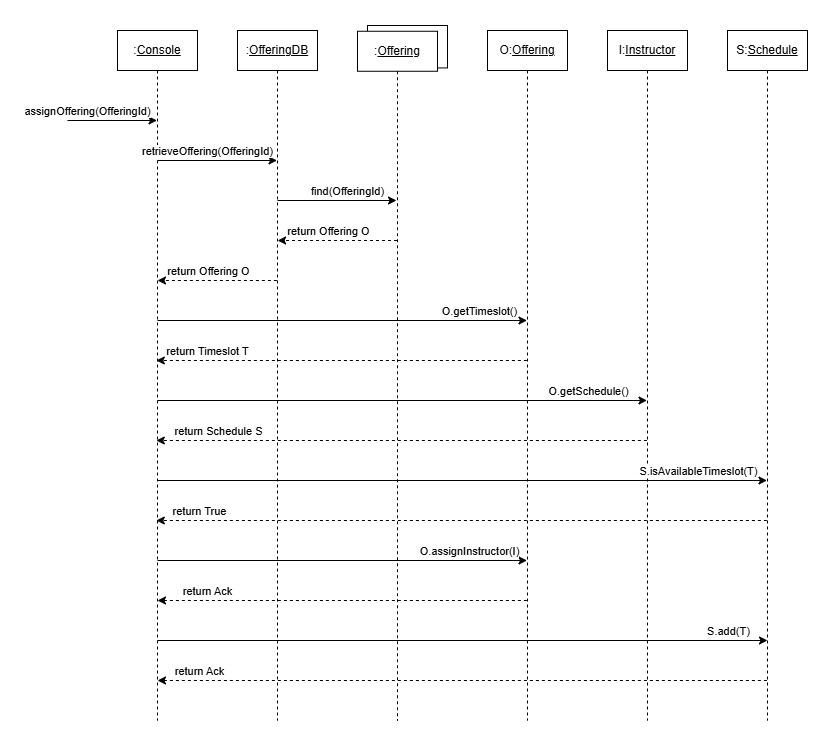 :Console
:OfferingDB
:Offering
O:Offering
I:Instructor
S:Schedule
assignOffering(OfferingId)
retrieveOffering(OfferingId)
find(OfferingId)
return Offering O
return Offering O
O.getTimeslot()
return Timeslot T
O.getSchedule()
return Schedule S
S.isAvailableTimeslot(T)
return True
O.assignInstructor(I)
return Ack
S.add(T)
return Ack